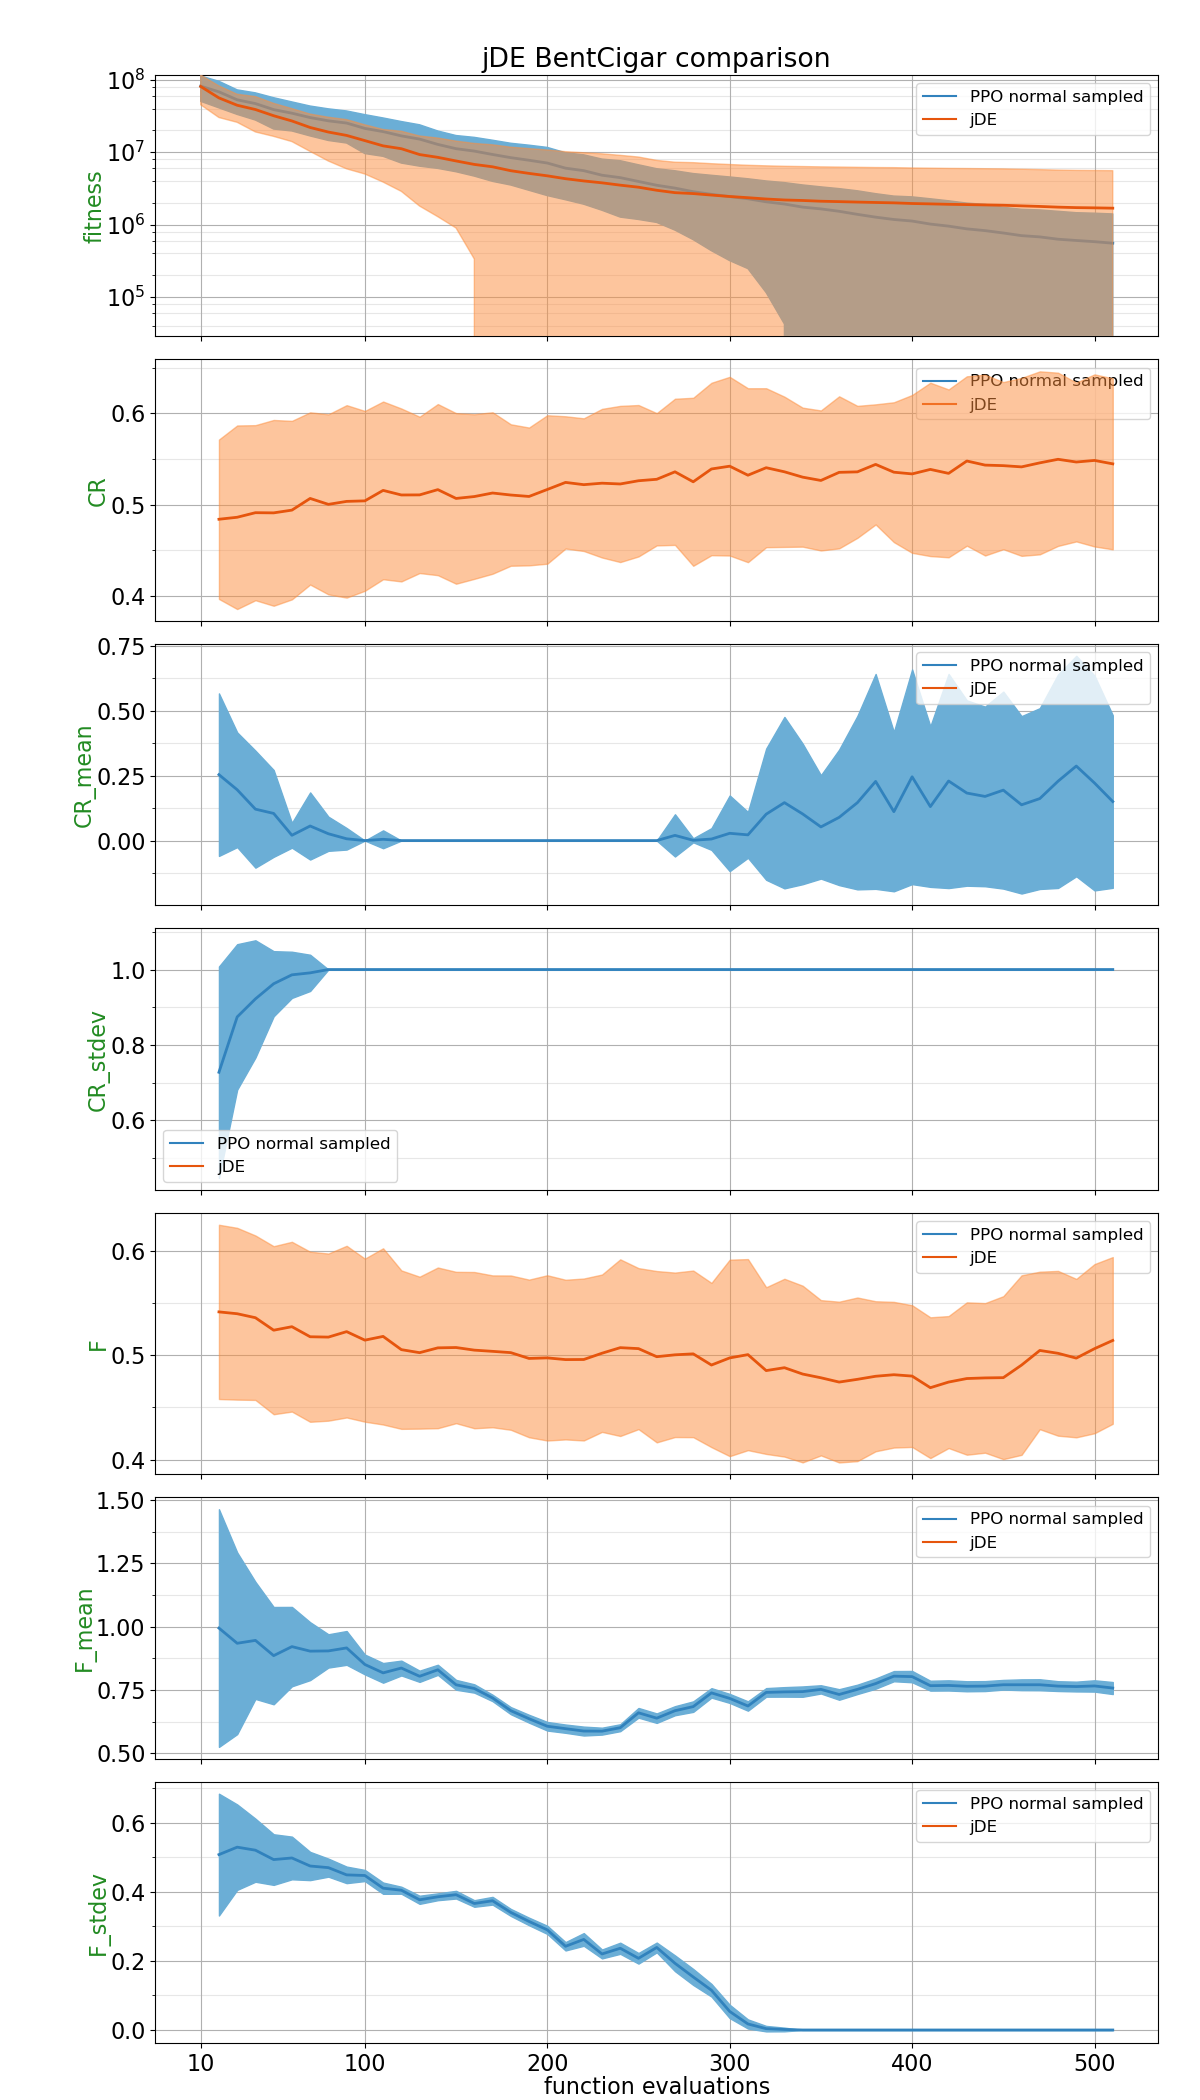 jDE BentCigar comparison
10^8
10^7
10^6
10^5
fitness
PPO normal sampled
jDE
0.6
0.5
0.4
CR
PPO normal sampled
jDE
0.75
0.50
0.25
0.00
CR_mean
PPO normal sampled
jDE
1.0
0.8
0.6
CR_stdev
PPO normal sampled
jDE
0.6
0.5
0.4
F
PPO normal sampled
jDE
1.50
1.25
1.00
0.75
0.50
F_mean
PPO normal sampled
jDE
0.6
0.4
0.2
0.0
F_stdev
PPO normal sampled
jDE
10 100 200 300 400 500
function evaluations